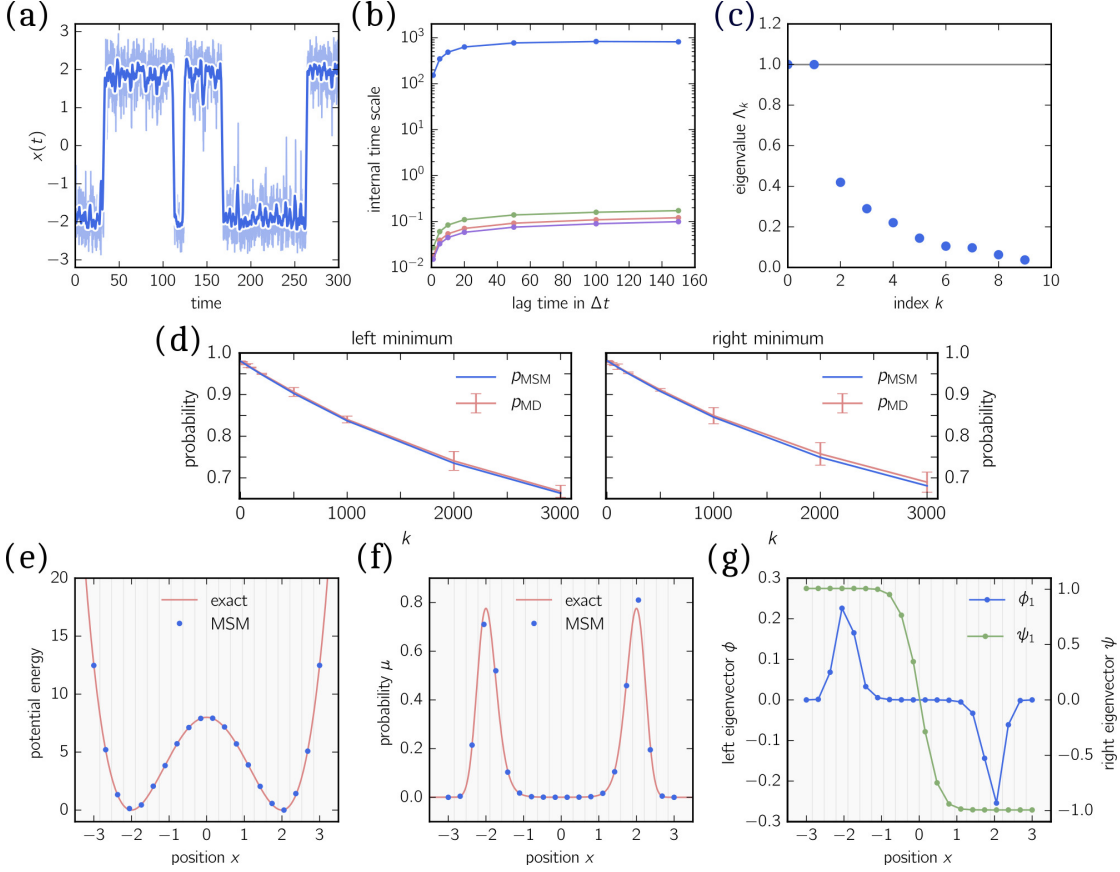 (a)
3
2
1
0
−1
−2
−3
x(t)
0 50 100 150 200 250 300
time
(b)
10³
10²
10¹
10⁰
10⁻¹
10⁻²
internal time scale
0 20 40 60 80 100 120 140 160
lag time in Δt
(c)
1.2
1.0
0.8
0.6
0.4
0.2
0.0
eigenvalue Λₖ
0 2 4 6 8 10
index k
(d)
left minimum
1.0
0.9
0.8
0.7
probability
p_MSM
p_MD
0 1000 2000 3000
k
right minimum
p_MSM
p_MD
1.0
0.9
0.8
0.7
probability
0 1000 2000 3000
k
(e)
20
15
10
5
0
potential energy
exact
MSM
−3 −2 −1 0 1 2 3
position x
(f)
0.8
0.6
0.4
0.2
0.0
probability μ
exact
MSM
−3 −2 −1 0 1 2 3
position x
(g)
0.3
0.2
0.1
0.0
−0.1
−0.2
−0.3
left eigenvector ϕ
ϕ₁
ψ₁
1.0
0.5
0.0
−0.5
−1.0
right eigenvector ψ
−3 −2 −1 0 1 2 3
position x